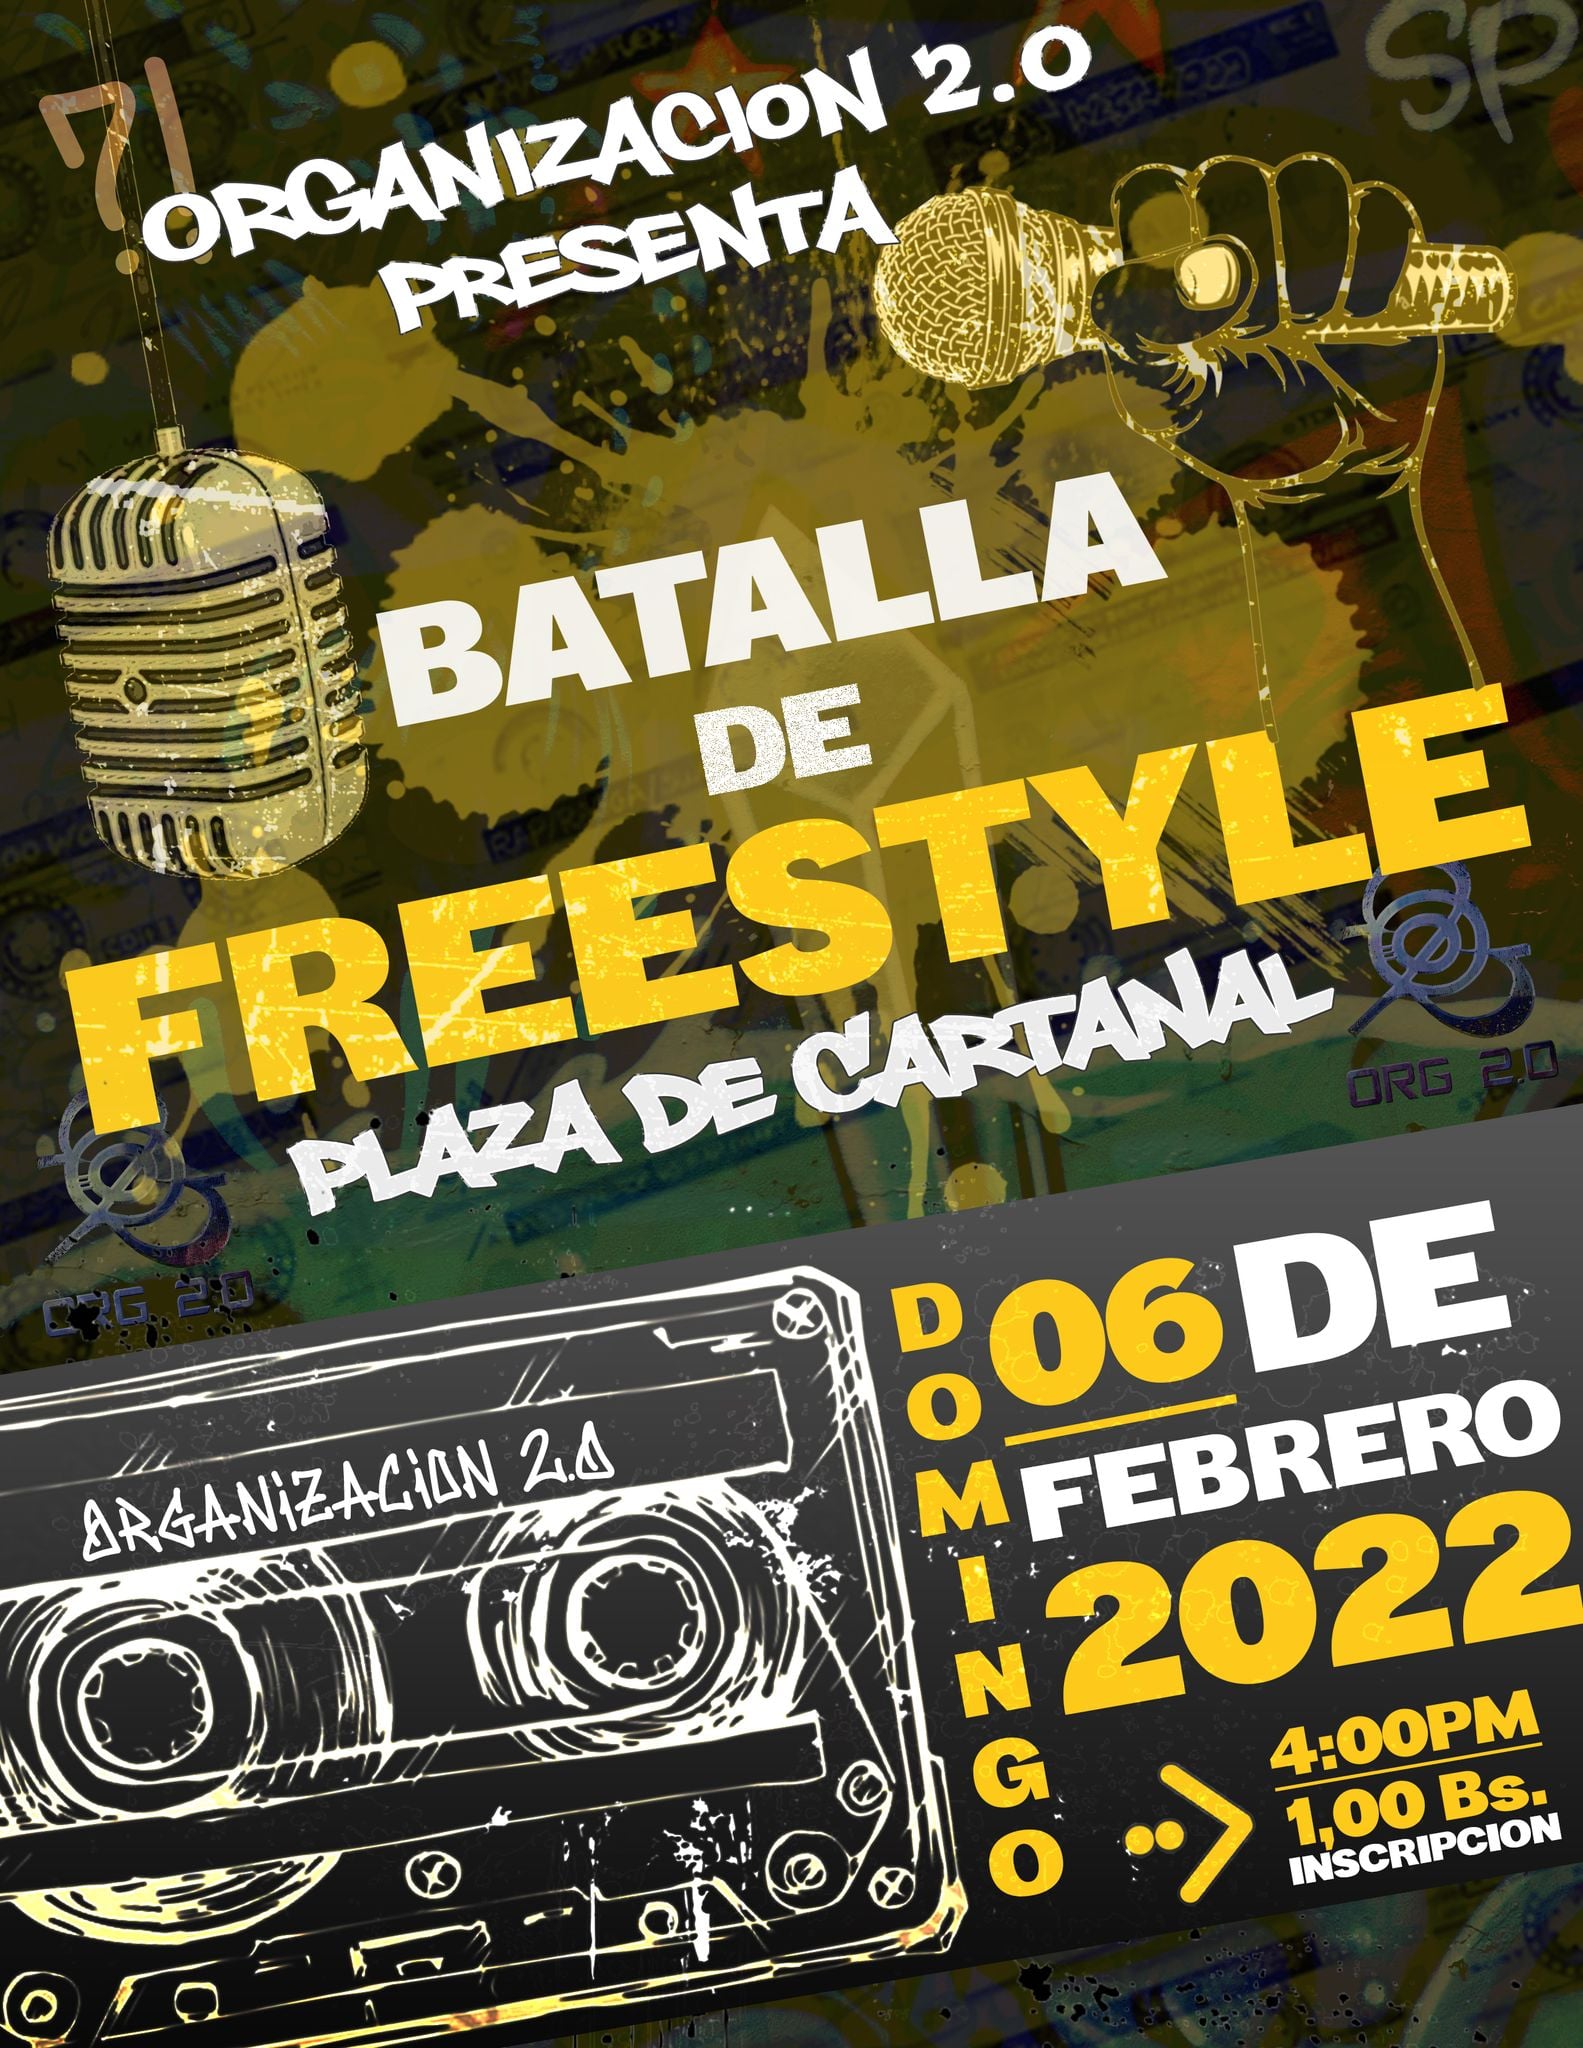 SP
ORGANIZACION 2.0
PRESENTA
BATALLA
DE
FREESTYLE
PLAZA DE CARTANAL
ORG 2.0
ORG 2.0
ORGANIZACION 2.0
DOMINGO
06 DE
FEBRERO
2022
4:00PM
1,00 Bs.
INSCRIPCION